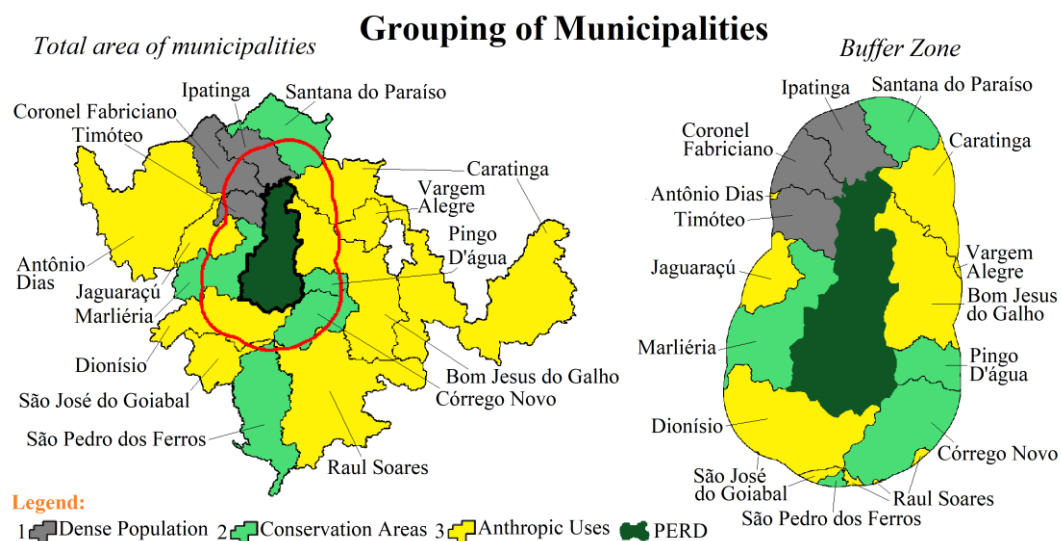 Grouping of Municipalities
Total area of municipalities
Ipatinga
Santana do Paraíso
Coronel Fabriciano
Timóteo
Caratinga
Vargem
Alegre
Pingo
D'água
Antônio
Dias
Jaguaraçú
Marliéria
Dionísio
São José do Goiabal
Bom Jesus do Galho
Córrego Novo
São Pedro dos Ferros
Raul Soares
Buffer Zone
Ipatinga
Santana do Paraíso
Coronel
Fabriciano
Caratinga
Antônio Dias
Timóteo
Jaguaraçú
Vargem
Alegre
Bom Jesus
do Galho
Marliéria
Pingo
D'água
Dionísio
Córrego Novo
São José
do Goiabal
Raul Soares
São Pedro dos Ferros
Legend:
1 Dense Population 2 Conservation Areas 3 Anthropic Uses PERD